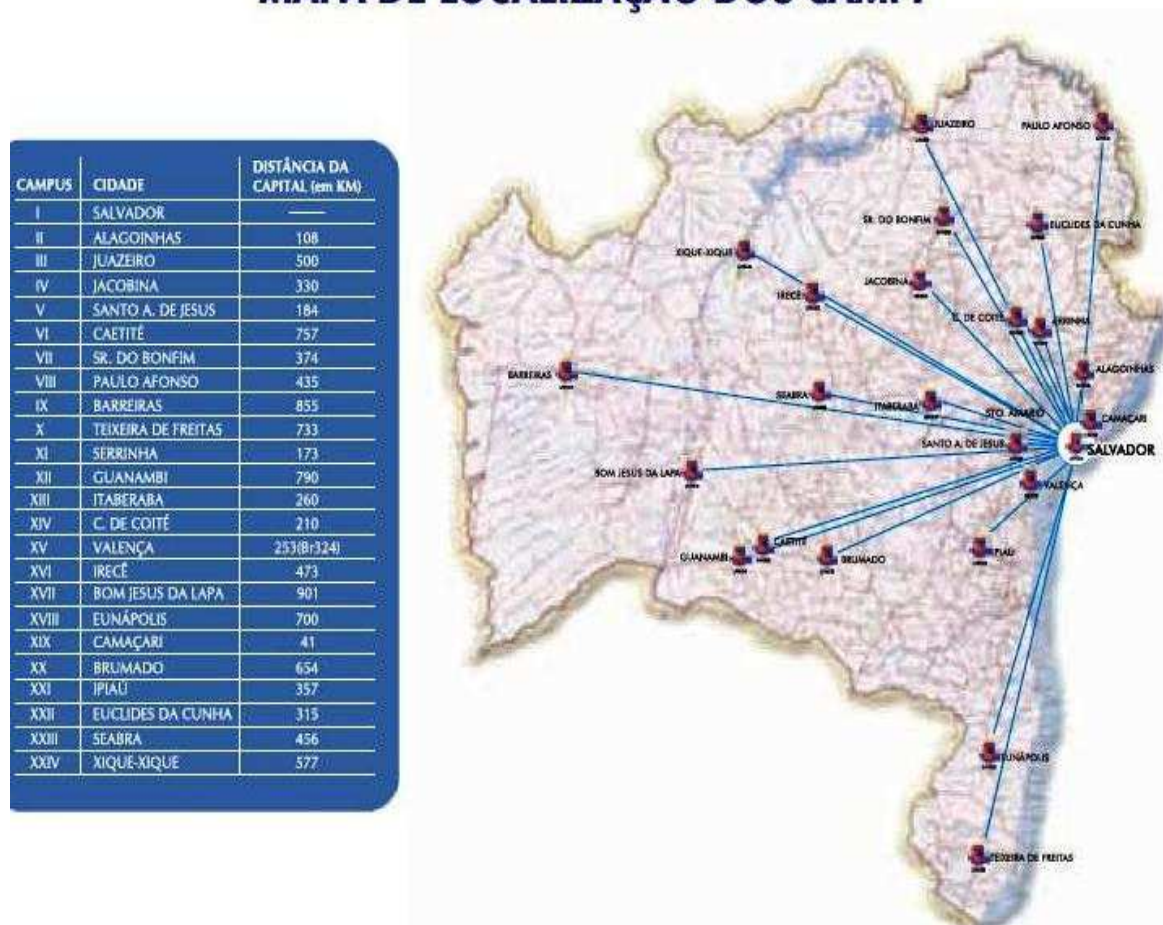 MAPA DE LOCALIZAÇÃO DOS CAMPI
CAMPUS CIDADE DISTÂNCIA DA CAPITAL (em KM)
I SALVADOR ——
II ALAGOINHAS 108
III JUAZEIRO 500
IV JACOBINA 330
V SANTO A. DE JESUS 184
VI CAETITÉ 757
VII SR. DO BONFIM 374
VIII PAULO AFONSO 435
IX BARREIRAS 855
X TEIXEIRA DE FREITAS 733
XI SERRINHA 173
XII GUANAMBI 790
XIII ITABERABA 260
XIV C. DE COITÉ 210
XV VALENÇA 253(Br324)
XVI IRECÊ 473
XVII BOM JESUS DA LAPA 901
XVIII EUNÁPOLIS 700
XIX CAMAÇARI 41
XX BRUMADO 654
XXI IPIAÚ 357
XXII EUCLIDES DA CUNHA 315
XXIII SEABRA 456
XXIV XIQUE-XIQUE 577
JUAZEIRO
PAULO AFONSO
SR. DO BONFIM
EUCLIDES DA CUNHA
XIQUE-XIQUE
JACOBINA
IRECÊ
C. DE COITÉ
SERRINHA
BARREIRAS
ALAGOINHAS
SEABRA
ITABERABA
STO. AMARO
CAMAÇARI
SANTO A. DE JESUS
SALVADOR
BOM JESUS DA LAPA
VALENÇA
CAETITÉ
GUANAMBI
BRUMADO
IPIAÚ
EUNÁPOLIS
TEIXEIRA DE FREITAS